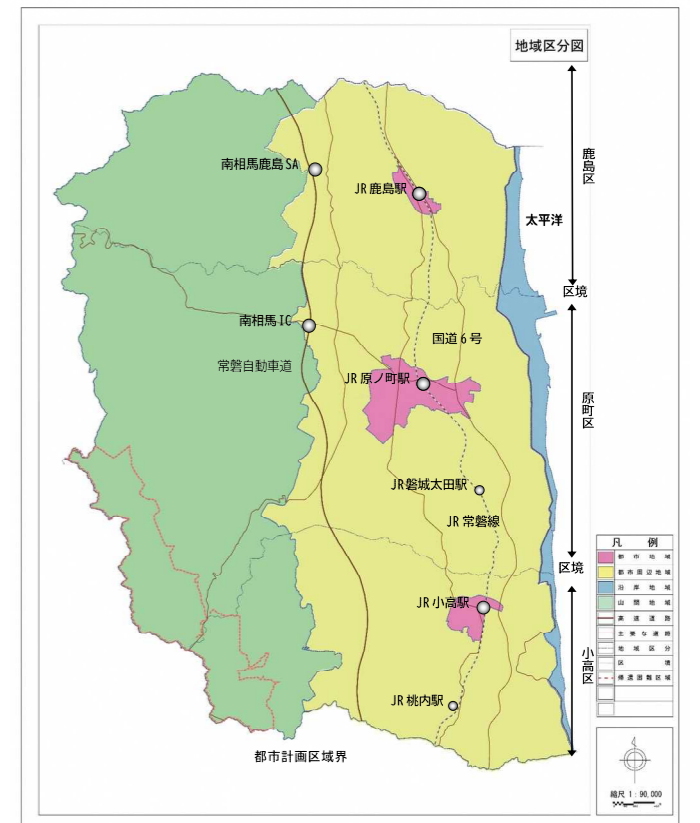 地域区分図
鹿島区
南相馬鹿島SA
JR鹿島駅
太平洋
区境
南相馬IC
国道6号
常磐自動車道
JR原ノ町駅
原町区
JR磐城太田駅
JR常磐線
区境
JR小高駅
小高区
JR桃内駅
都市計画区域界
凡例
都市地域
都市周辺地域
沿岸地域
山間地域
高速道路
主要な道路
地域区分
区境
帰還困難区域
縮尺 1:90,000